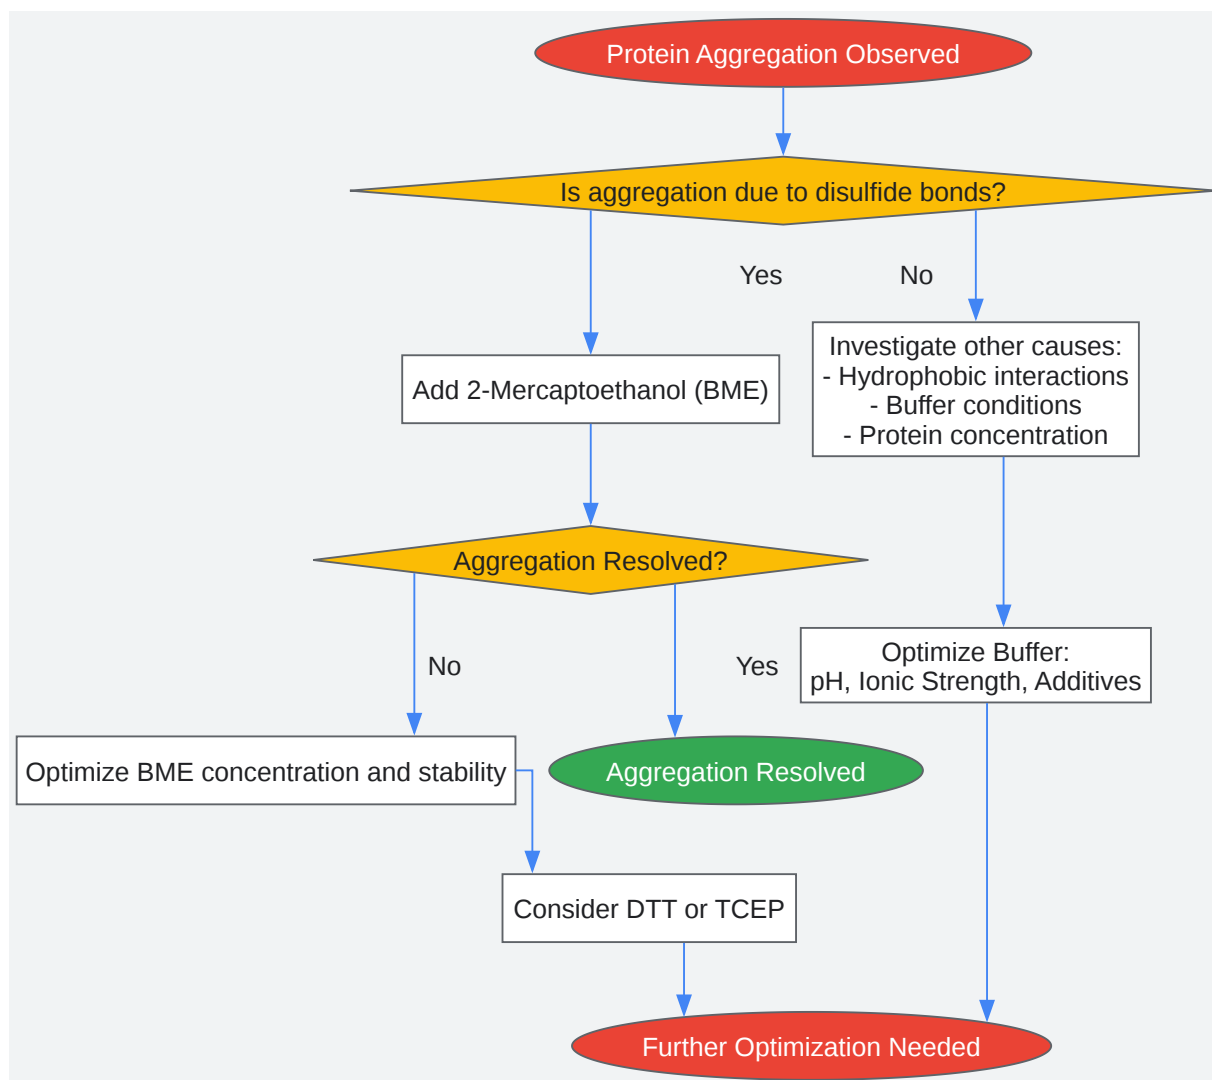 Protein Aggregation Observed
Is aggregation due to disulfide bonds?
Yes
No
Add 2-Mercaptoethanol (BME)
Investigate other causes:
- Hydrophobic interactions
- Buffer conditions
- Protein concentration
Aggregation Resolved?
No
Yes
Optimize Buffer:
pH, Ionic Strength, Additives
Optimize BME concentration and stability
Aggregation Resolved
Consider DTT or TCEP
Further Optimization Needed